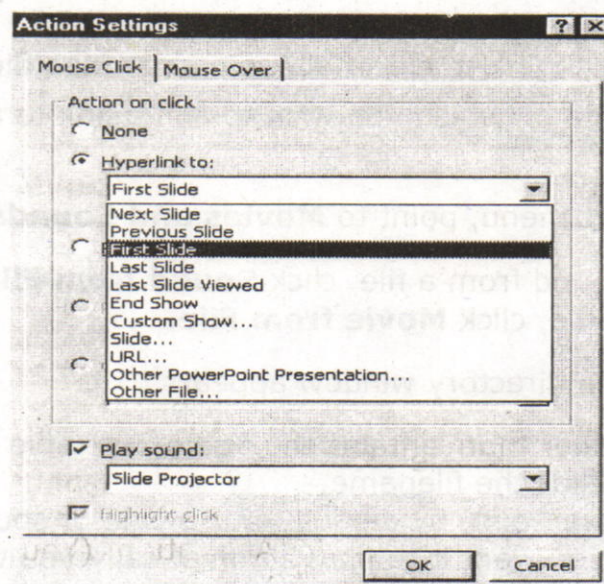 Action Settings
Mouse Click Mouse Over
Action on click
None
Hyperlink to:
First Slide
Next Slide
Previous Slide
First Slide
Last Slide
Last Slide Viewed
End Show
Custom Show...
Slide...
URL...
Other PowerPoint Presentation...
Other File...
Play sound:
Slide Projector
Highlight click
OK Cancel